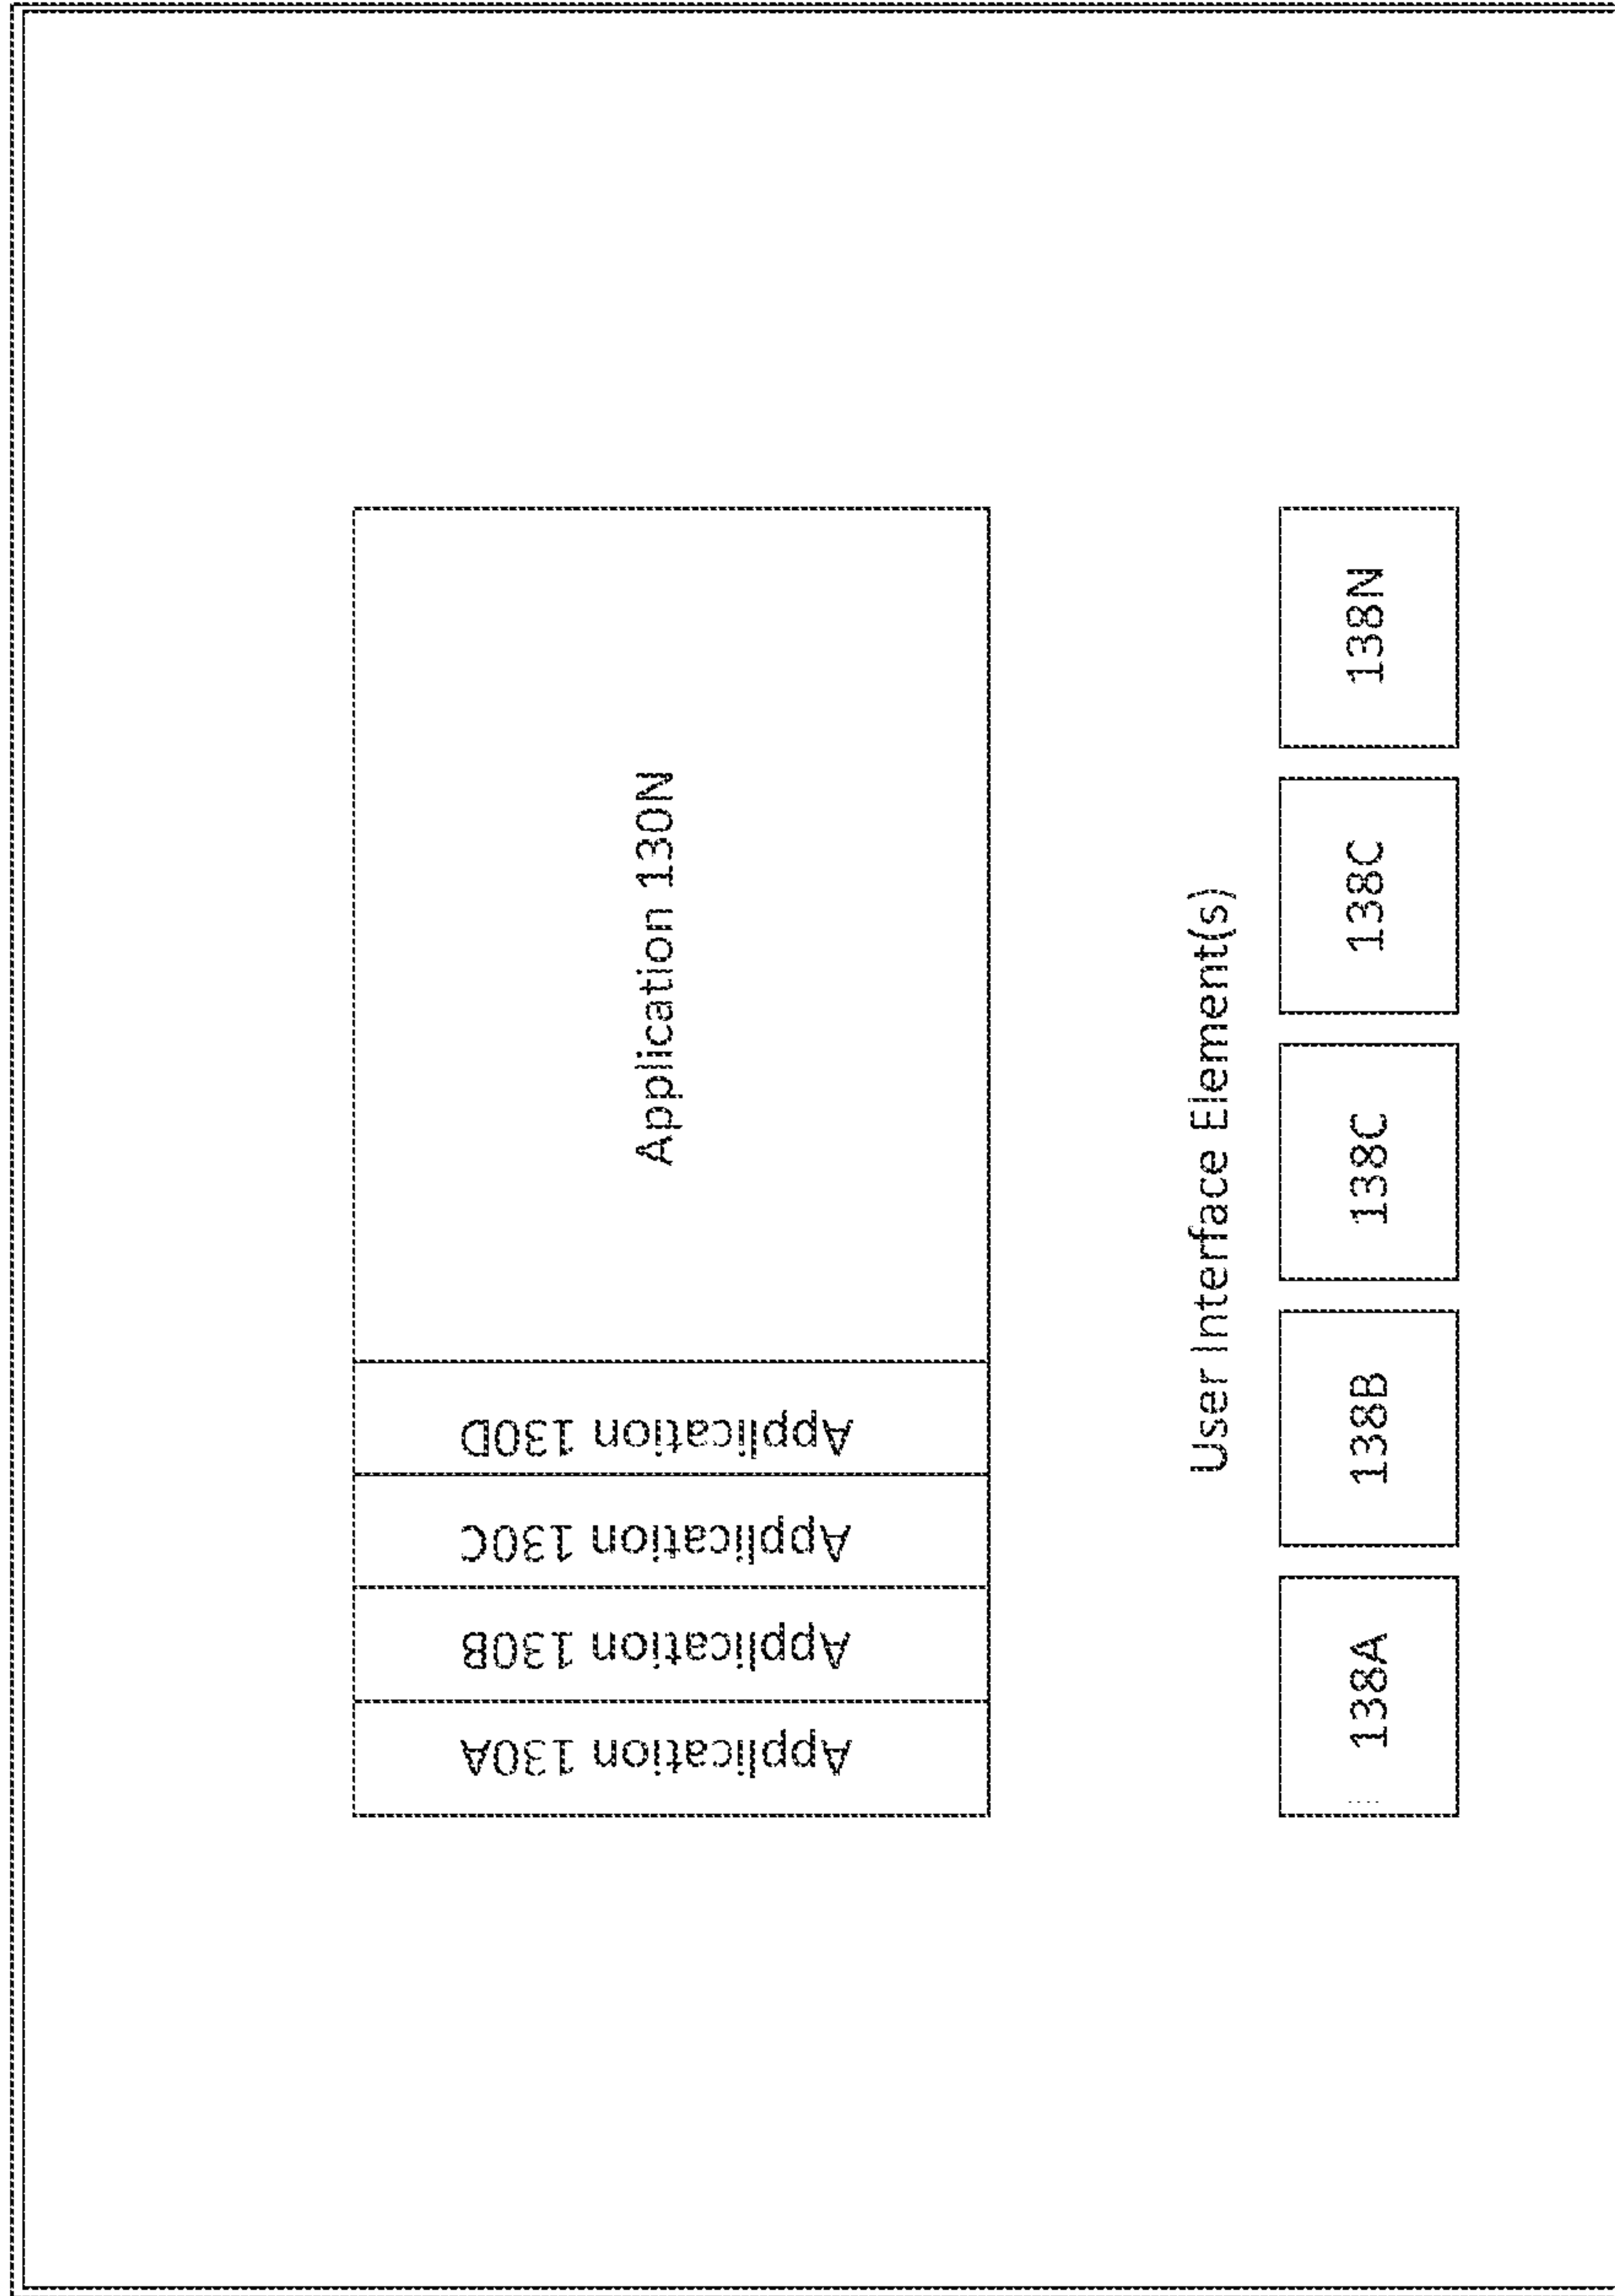 Application 130A
Application 130B
Application 130C
Application 130D
Application 130N
User Interface Element(s)
138A
138B
138C
138C
138N